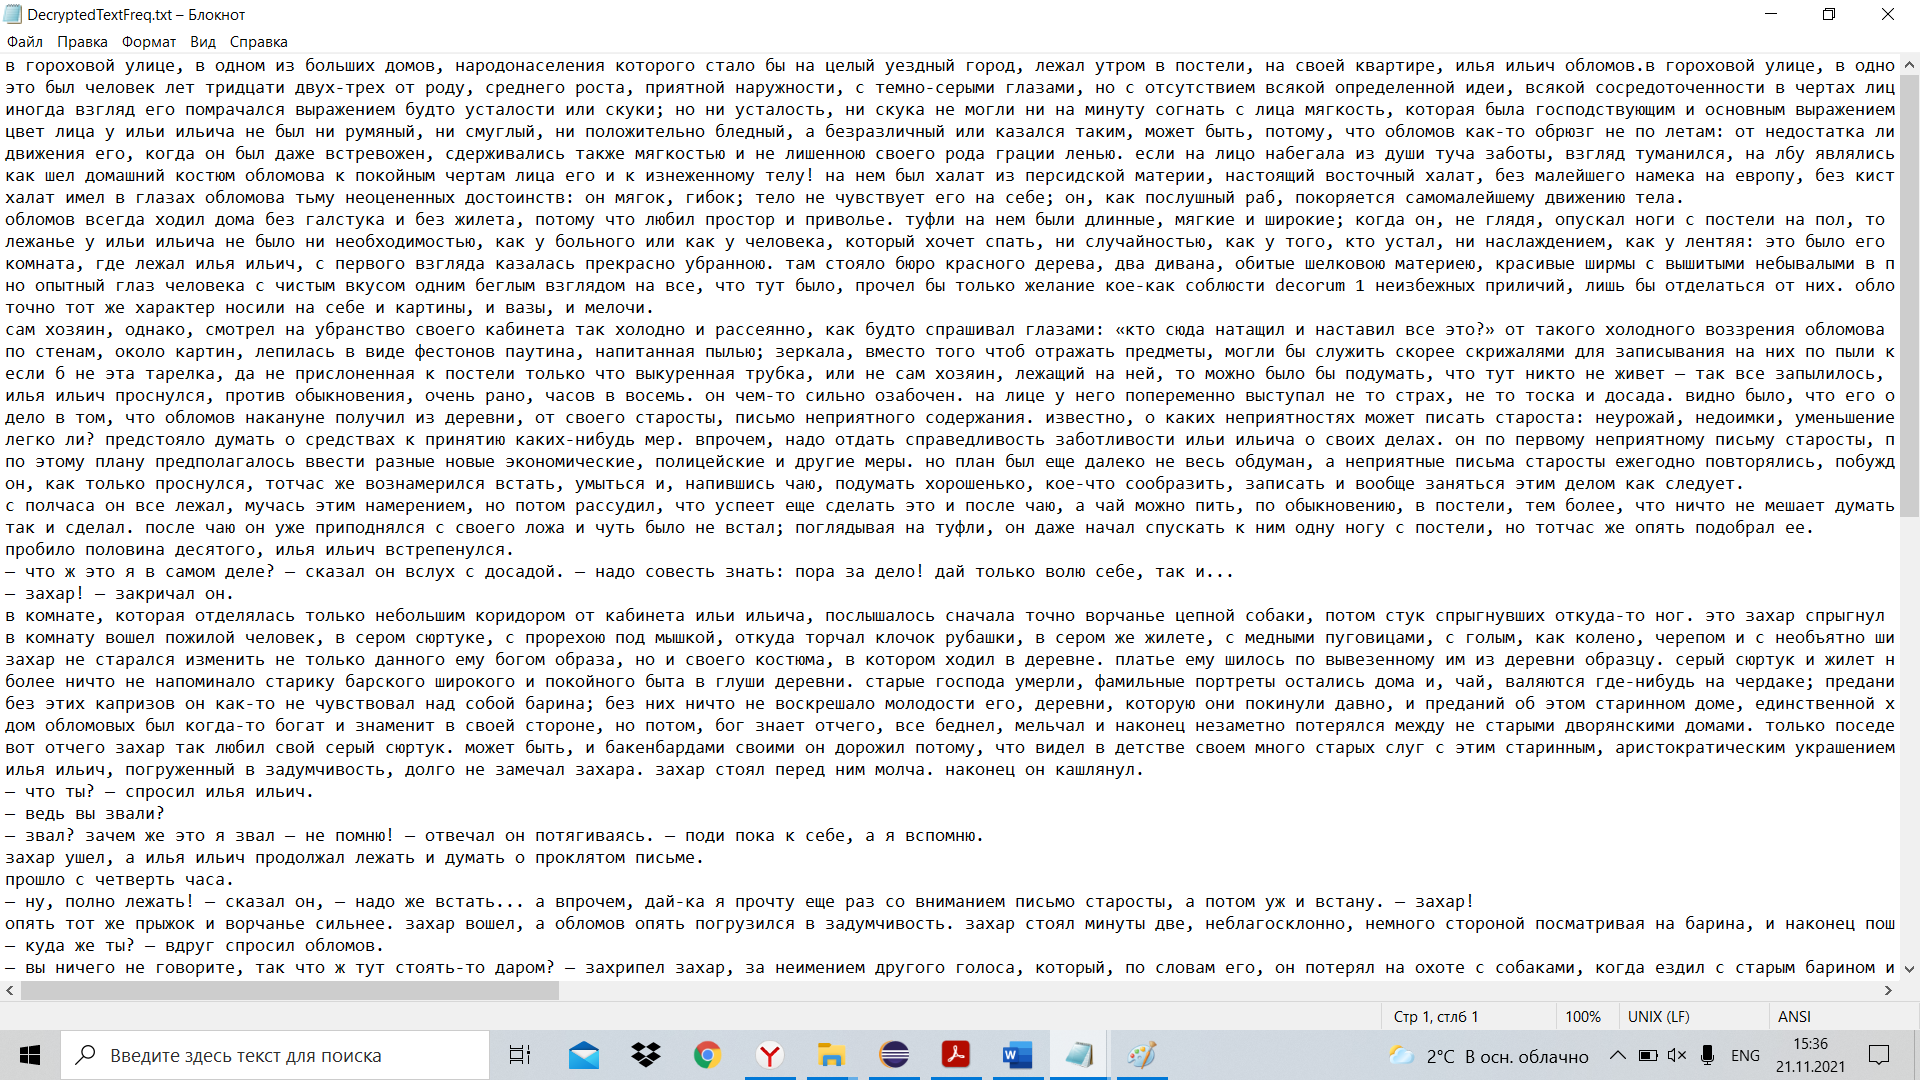 DecryptedTextFreq.txt – Блокнот
Файл Правка Формат Вид Справка
в гороховой улице, в одном из больших домов, народонаселения которого стало бы на целый уездный город, лежал утром в постели, на своей квартире, илья ильич обломов.в гороховой улице, в одно
это был человек лет тридцати двух-трех от роду, среднего роста, приятной наружности, с темно-серыми глазами, но с отсутствием всякой определенной идеи, всякой сосредоточенности в чертах лиц
иногда взгляд его помрачался выражением будто усталости или скуки; но ни усталость, ни скука не могли ни на минуту согнать с лица мягкость, которая была господствующим и основным выражением
цвет лица у ильи ильича не был ни румяный, ни смуглый, ни положительно бледный, а безразличный или казался таким, может быть, потому, что обломов как-то обрюзг не по летам: от недостатка ли
движения его, когда он был даже встревожен, сдерживались также мягкостью и не лишенною своего рода грации ленью. если на лицо набегала из души туча заботы, взгляд туманился, на лбу являлись
как шел домашний костюм обломова к покойным чертам лица его и к изнеженному телу! на нем был халат из персидской материи, настоящий восточный халат, без малейшего намека на европу, без кист
халат имел в глазах обломова тьму неоцененных достоинств: он мягок, гибок; тело не чувствует его на себе; он, как послушный раб, покоряется самомалейшему движению тела.
обломов всегда ходил дома без галстука и без жилета, потому что любил простор и приволье. туфли на нем были длинные, мягкие и широкие; когда он, не глядя, опускал ноги с постели на пол, то
лежанье у ильи ильича не было ни необходимостью, как у больного или как у человека, который хочет спать, ни случайностью, как у того, кто устал, ни наслаждением, как у лентяя: это было его
комната, где лежал илья ильич, с первого взгляда казалась прекрасно убранною. там стояло бюро красного дерева, два дивана, обитые шелковою материею, красивые ширмы с вышитыми небывалыми в п
но опытный глаз человека с чистым вкусом одним беглым взглядом на все, что тут было, прочел бы только желание кое-как соблюсти decorum 1 неизбежных приличий, лишь бы отделаться от них. обло
точно тот же характер носили на себе и картины, и вазы, и мелочи.
сам хозяин, однако, смотрел на убранство своего кабинета так холодно и рассеянно, как будто спрашивал глазами: «кто сюда натащил и наставил все это?» от такого холодного воззрения обломова
по стенам, около картин, лепилась в виде фестонов паутина, напитанная пылью; зеркала, вместо того чтоб отражать предметы, могли бы служить скорее скрижалями для записывания на них по пыли к
если б не эта тарелка, да не прислоненная к постели только что выкуренная трубка, или не сам хозяин, лежащий на ней, то можно было бы подумать, что тут никто не живет — так все запылилось,
илья ильич проснулся, против обыкновения, очень рано, часов в восемь. он чем-то сильно озабочен. на лице у него попеременно выступал не то страх, не то тоска и досада. видно было, что его о
дело в том, что обломов накануне получил из деревни, от своего старосты, письмо неприятного содержания. известно, о каких неприятностях может писать староста: неурожай, недоимки, уменьшение
легко ли? предстояло думать о средствах к принятию каких-нибудь мер. впрочем, надо отдать справедливость заботливости ильи ильича о своих делах. он по первому неприятному письму старосты, п
по этому плану предполагалось ввести разные новые экономические, полицейские и другие меры. но план был еще далеко не весь обдуман, а неприятные письма старосты ежегодно повторялись, побужд
он, как только проснулся, тотчас же вознамерился встать, умыться и, напившись чаю, подумать хорошенько, кое-что сообразить, записать и вообще заняться этим делом как следует.
с полчаса он все лежал, мучась этим намерением, но потом рассудил, что успеет еще сделать это и после чаю, а чай можно пить, по обыкновению, в постели, тем более, что ничто не мешает думать
так и сделал. после чаю он уже приподнялся с своего ложа и чуть было не встал; поглядывая на туфли, он даже начал спускать к ним одну ногу с постели, но тотчас же опять подобрал ее.
пробило половина десятого, илья ильич встрепенулся.
— что ж это я в самом деле? — сказал он вслух с досадой. — надо совесть знать: пора за дело! дай только волю себе, так и...
— захар! — закричал он.
в комнате, которая отделялась только небольшим коридором от кабинета ильи ильича, послышалось сначала точно ворчанье цепной собаки, потом стук спрыгнувших откуда-то ног. это захар спрыгнул
в комнату вошел пожилой человек, в сером сюртуке, с прорехою под мышкой, откуда торчал клочок рубашки, в сером же жилете, с медными пуговицами, с голым, как колено, черепом и с необъятно ши
захар не старался изменить не только данного ему богом образа, но и своего костюма, в котором ходил в деревне. платье ему шилось по вывезенному им из деревни образцу. серый сюртук и жилет н
более ничто не напоминало старику барского широкого и покойного быта в глуши деревни. старые господа умерли, фамильные портреты остались дома и, чай, валяются где-нибудь на чердаке; предани
без этих капризов он как-то не чувствовал над собой барина; без них ничто не воскрешало молодости его, деревни, которую они покинули давно, и преданий об этом старинном доме, единственной х
дом обломовых был когда-то богат и знаменит в своей стороне, но потом, бог знает отчего, все беднел, мельчал и наконец незаметно потерялся между не старыми дворянскими домами. только поседе
вот отчего захар так любил свой серый сюртук. может быть, и бакенбардами своими он дорожил потому, что видел в детстве своем много старых слуг с этим старинным, аристократическим украшением
илья ильич, погруженный в задумчивость, долго не замечал захара. захар стоял перед ним молча. наконец он кашлянул.
— что ты? — спросил илья ильич.
— ведь вы звали?
— звал? зачем же это я звал — не помню! — отвечал он потягиваясь. — поди пока к себе, а я вспомню.
захар ушел, а илья ильич продолжал лежать и думать о проклятом письме.
прошло с четверть часа.
— ну, полно лежать! — сказал он, — надо же встать... а впрочем, дай-ка я прочту еще раз со вниманием письмо старосты, а потом уж и встану. — захар!
опять тот же прыжок и ворчанье сильнее. захар вошел, а обломов опять погрузился в задумчивость. захар стоял минуты две, неблагосклонно, немного стороной посматривая на барина, и наконец пош
— куда же ты? — вдруг спросил обломов.
— вы ничего не говорите, так что ж тут стоять-то даром? — захрипел захар, за неимением другого голоса, который, по словам его, он потерял на охоте с собаками, когда ездил с старым барином и
Стр 1, стлб 1 100% UNIX (LF) ANSI
Введите здесь текст для поиска
2°C В осн. облачно ENG 15:36
21.11.2021